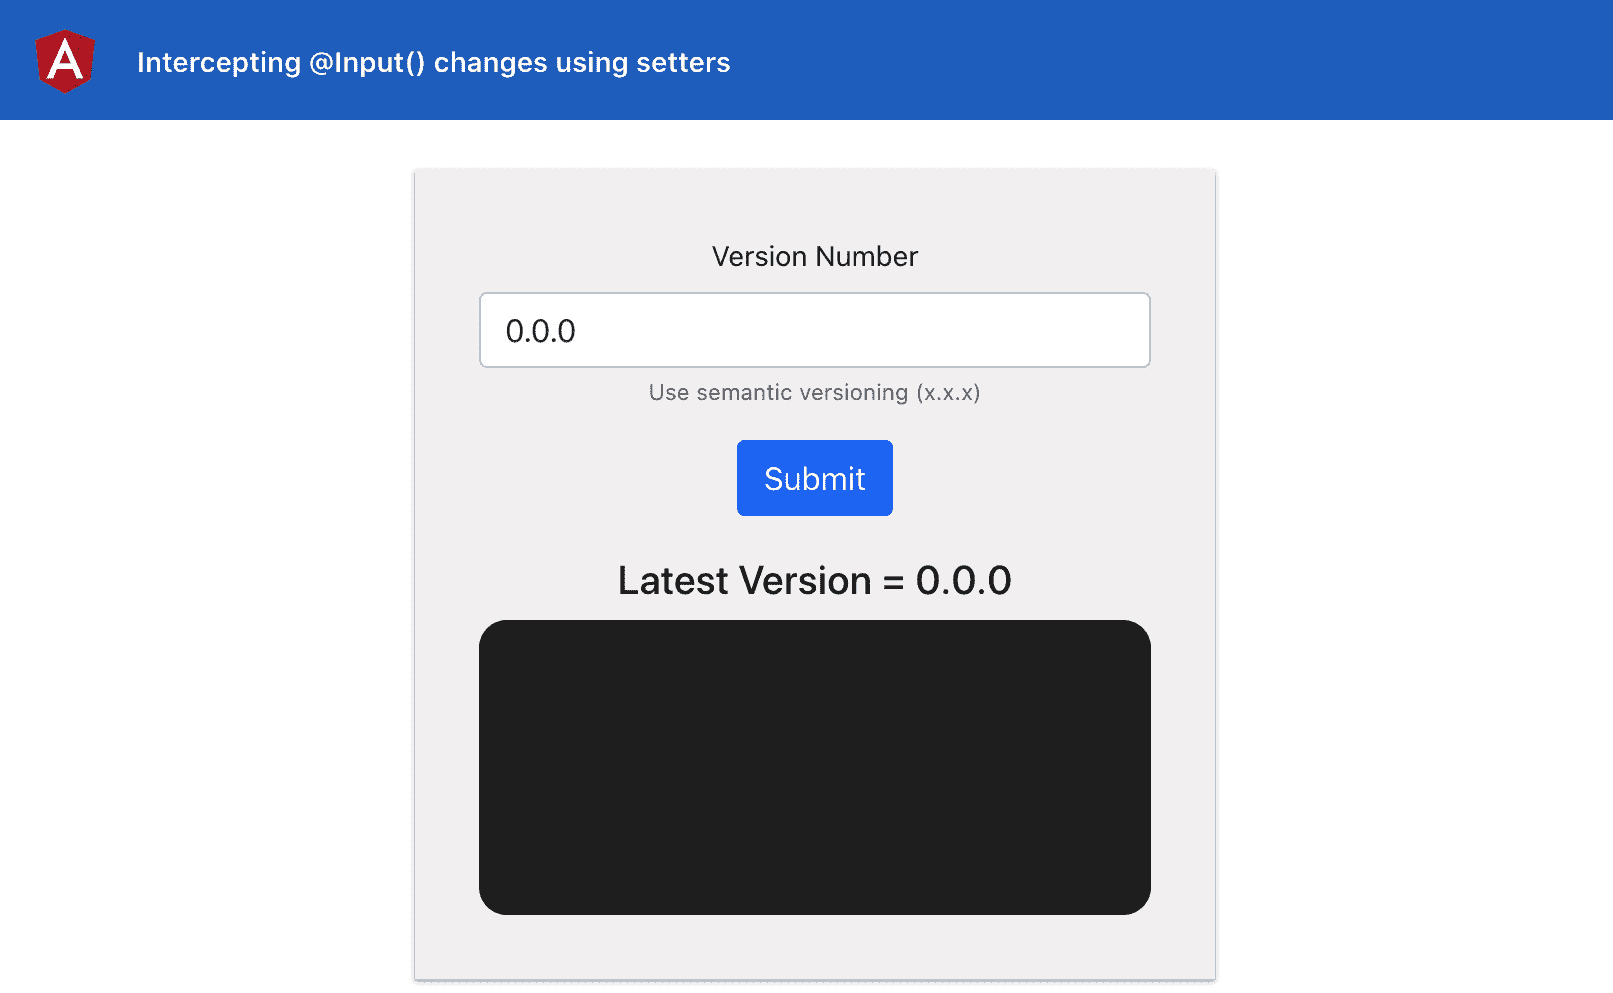 Intercepting @Input() changes using setters
Version Number
0.0.0
Use semantic versioning (x.x.x)
Submit
Latest Version = 0.0.0